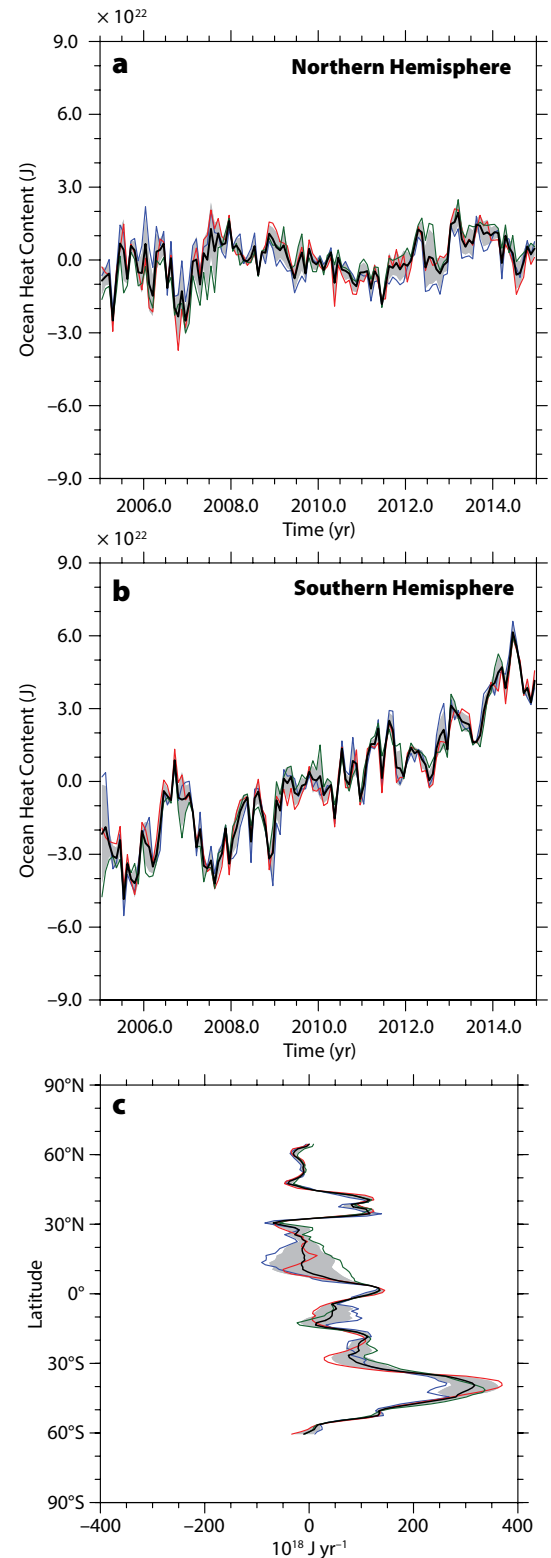 × 10²²
9.0
a
Northern Hemisphere
6.0
3.0
0.0
−3.0
−6.0
−9.0
Ocean Heat Content (J)
2006.0 2008.0 2010.0 2012.0 2014.0
Time (yr)
× 10²²
9.0
b
Southern Hemisphere
6.0
3.0
0.0
−3.0
−6.0
−9.0
Ocean Heat Content (J)
2006.0 2008.0 2010.0 2012.0 2014.0
Time (yr)
90°N
c
60°N
30°N
0°
30°S
60°S
90°S
Latitude
−400 −200 0 200 400
10¹⁸ J yr⁻¹